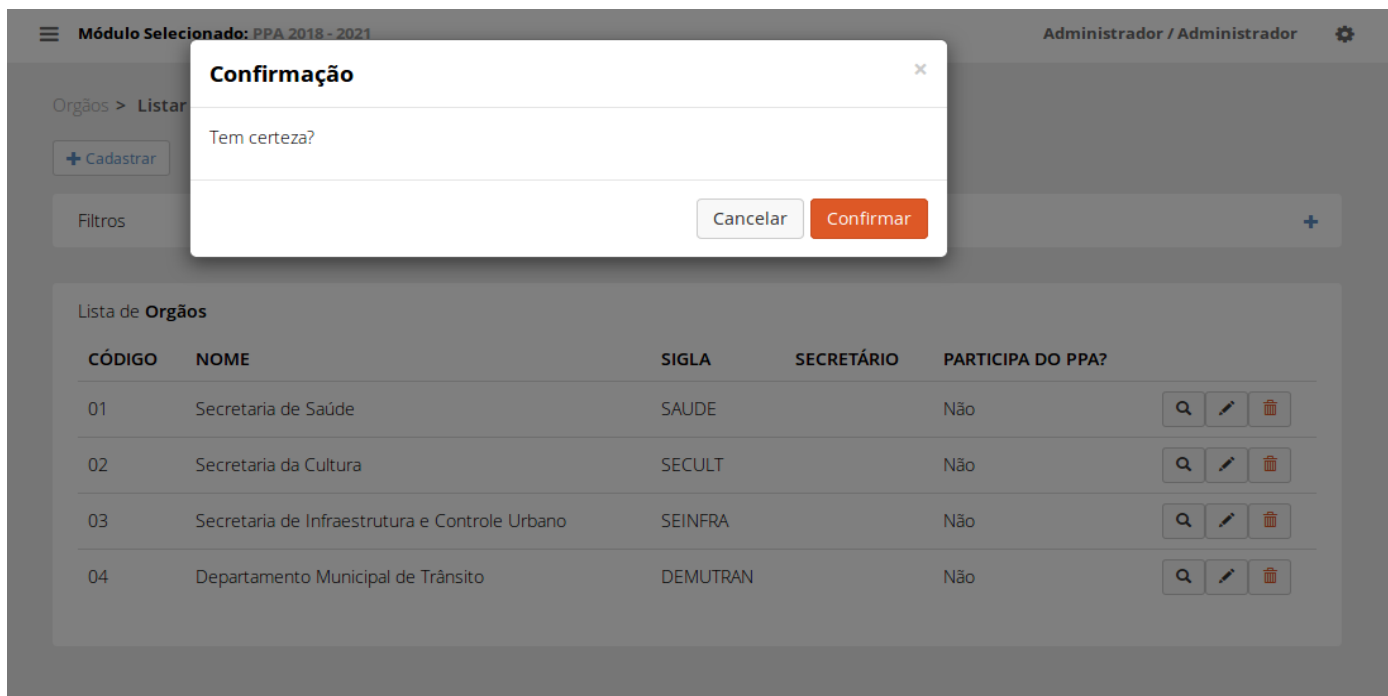 Módulo Selecionado: PPA 2018 - 2021 Administrador / Administrador
Confirmação ×
Orgãos > Listar
Tem certeza?
Cadastrar
Cancelar Confirmar
Filtros
Lista de Orgãos
CÓDIGO NOME SIGLA SECRETÁRIO PARTICIPA DO PPA?
01 Secretaria de Saúde SAUDE Não
02 Secretaria da Cultura SECULT Não
03 Secretaria de Infraestrutura e Controle Urbano SEINFRA Não
04 Departamento Municipal de Trânsito DEMUTRAN Não